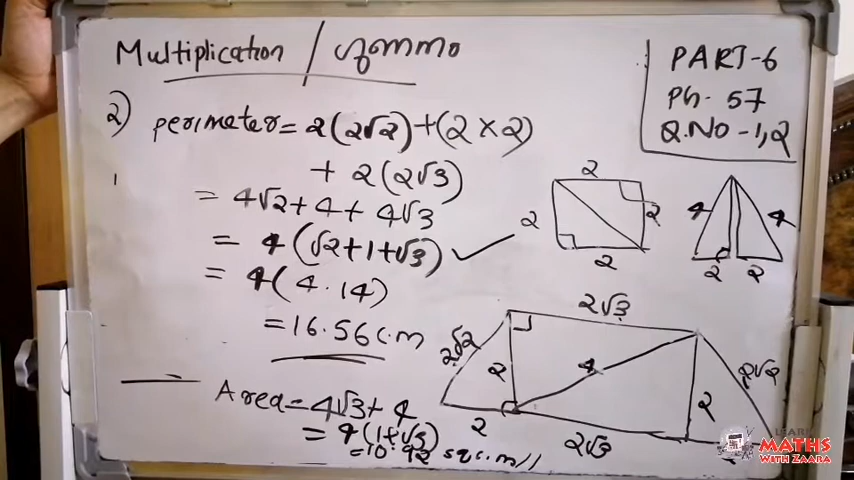 Multiplication / ഗുണനം
PART-6
Pg. 57
Q.NO - 1,2
2) perimeter = 2(2√2) + (2 × 2)
+ 2(2√3)
= 4√2 + 4 + 4√3
= 4(√2+1+√3) ✓
= 4(4.14)
= 16.56 c.m
Area = 4√3 + 4
= 4(1+√3)
= 10.92 sq c.m //
2
2
2
2
4
4
2
2
2√3
2√2
2
4
2
2√2
2
2√3
LEARN
MATHS
WITH ZAARA